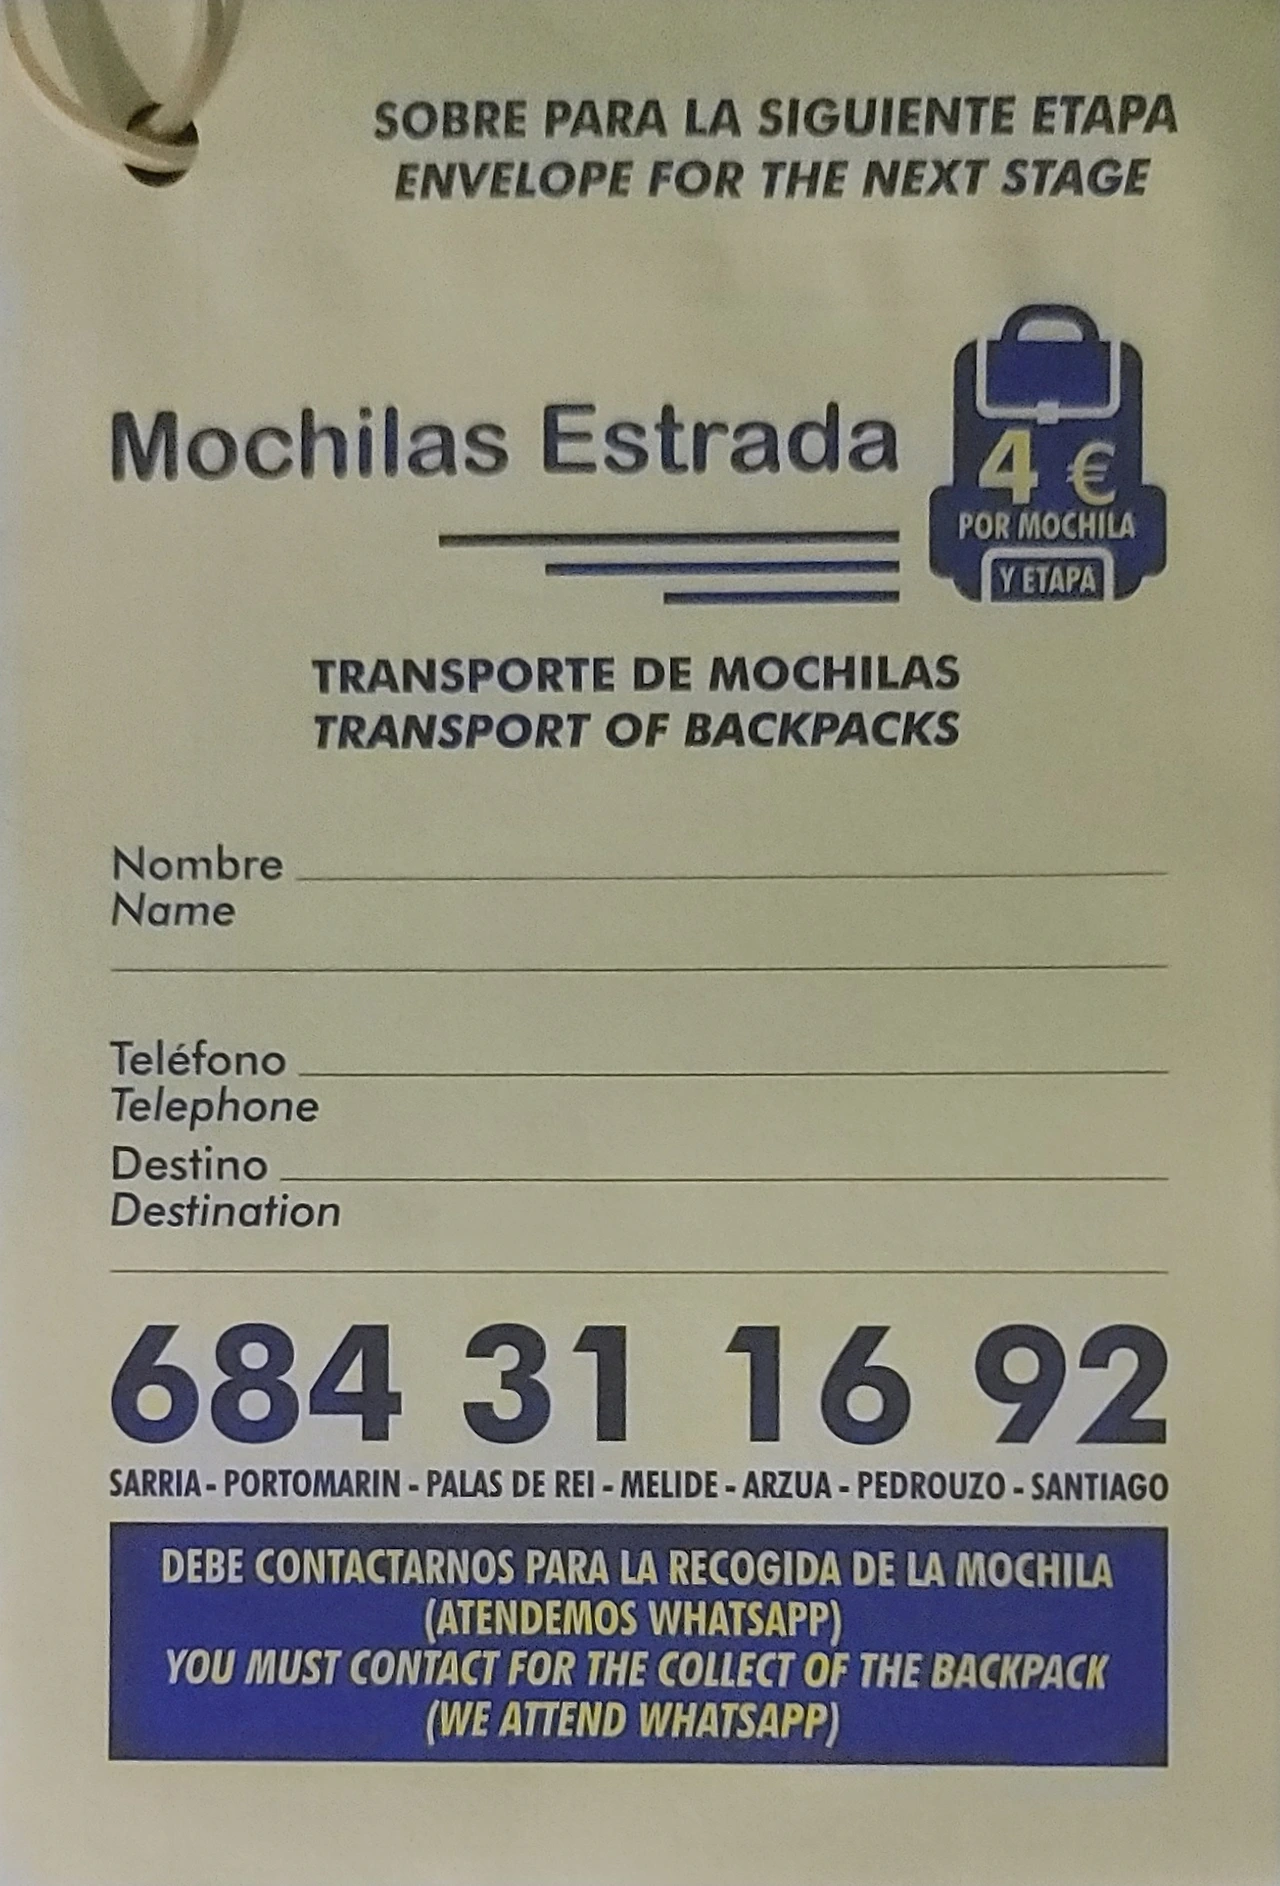 SOBRE PARA LA SIGUIENTE ETAPA
ENVELOPE FOR THE NEXT STAGE
Mochilas Estrada
4 €
POR MOCHILA
Y ETAPA
TRANSPORTE DE MOCHILAS
TRANSPORT OF BACKPACKS
Nombre
Name
Teléfono
Telephone
Destino
Destination
684 31 16 92
SARRIA - PORTOMARIN - PALAS DE REI - MELIDE - ARZUA - PEDROUZO - SANTIAGO
DEBE CONTACTARNOS PARA LA RECOGIDA DE LA MOCHILA
(ATENDEMOS WHATSAPP)
YOU MUST CONTACT FOR THE COLLECT OF THE BACKPACK
(WE ATTEND WHATSAPP)